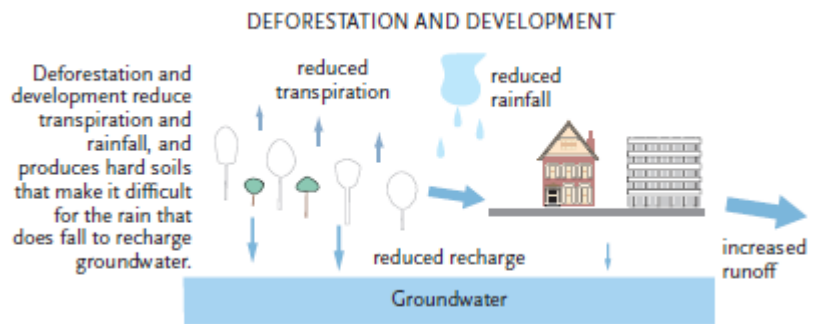 DEFORESTATION AND DEVELOPMENT
Deforestation and
development reduce
transpiration and
rainfall, and
produces hard soils
that make it difficult
for the rain that
does fall to recharge
groundwater.
reduced
transpiration
reduced
rainfall
reduced recharge
increased
runoff
Groundwater